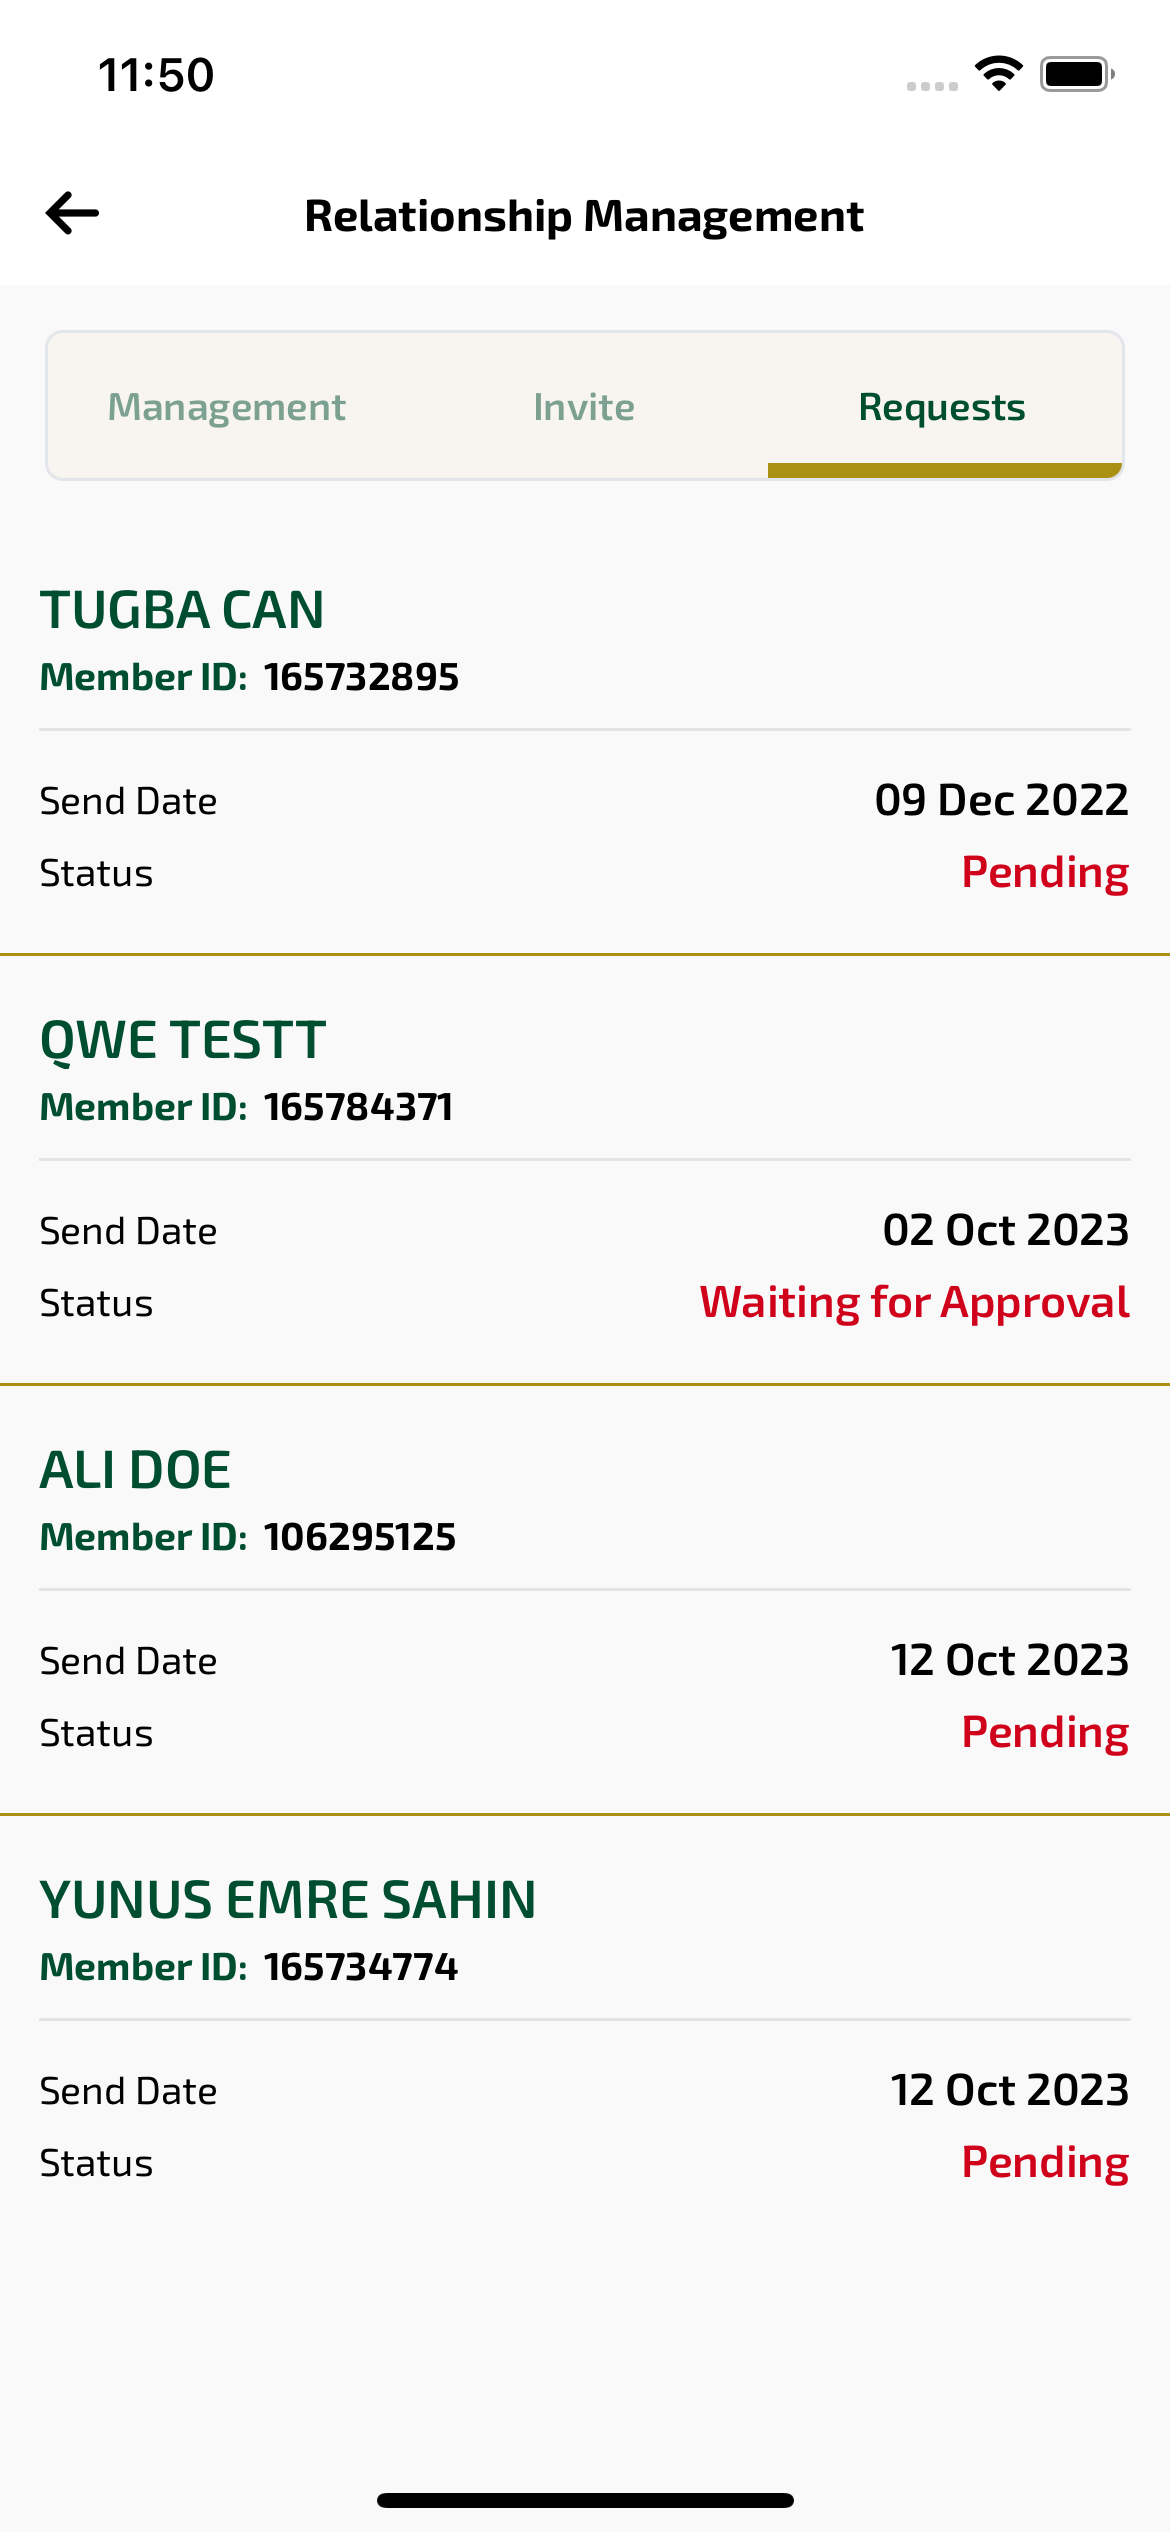 11:50
Relationship Management
Management Invite Requests
TUGBA CAN
Member ID: 165732895
Send Date 09 Dec 2022
Status Pending
QWE TESTT
Member ID: 165784371
Send Date 02 Oct 2023
Status Waiting for Approval
ALI DOE
Member ID: 106295125
Send Date 12 Oct 2023
Status Pending
YUNUS EMRE SAHIN
Member ID: 165734774
Send Date 12 Oct 2023
Status Pending